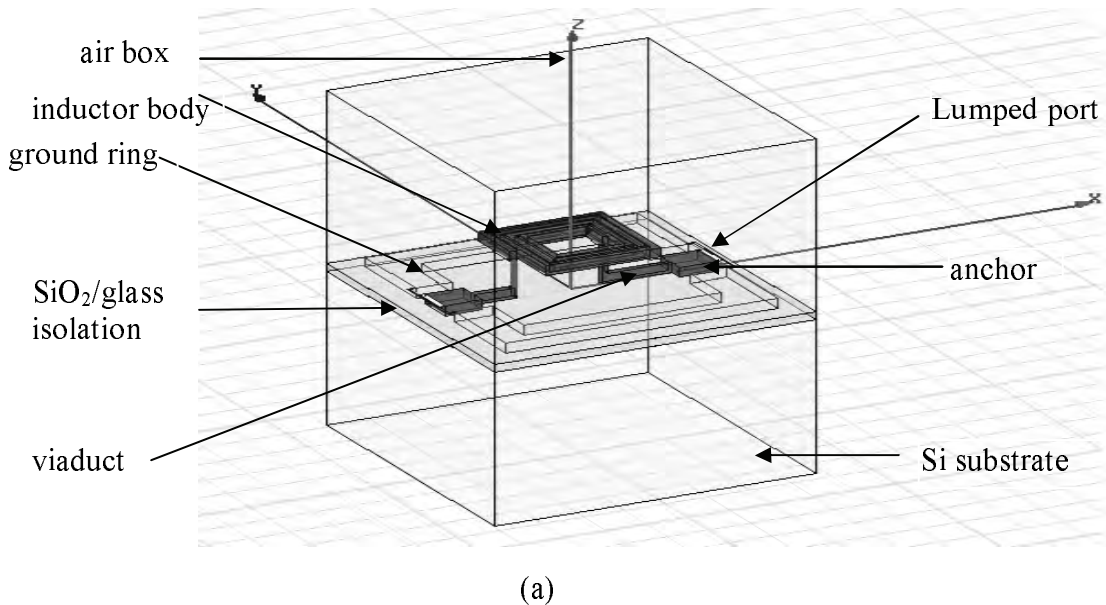 Z
air box
Y
inductor body
Lumped port
ground ring
X
anchor
SiO₂/glass
isolation
viaduct
Si substrate
(a)